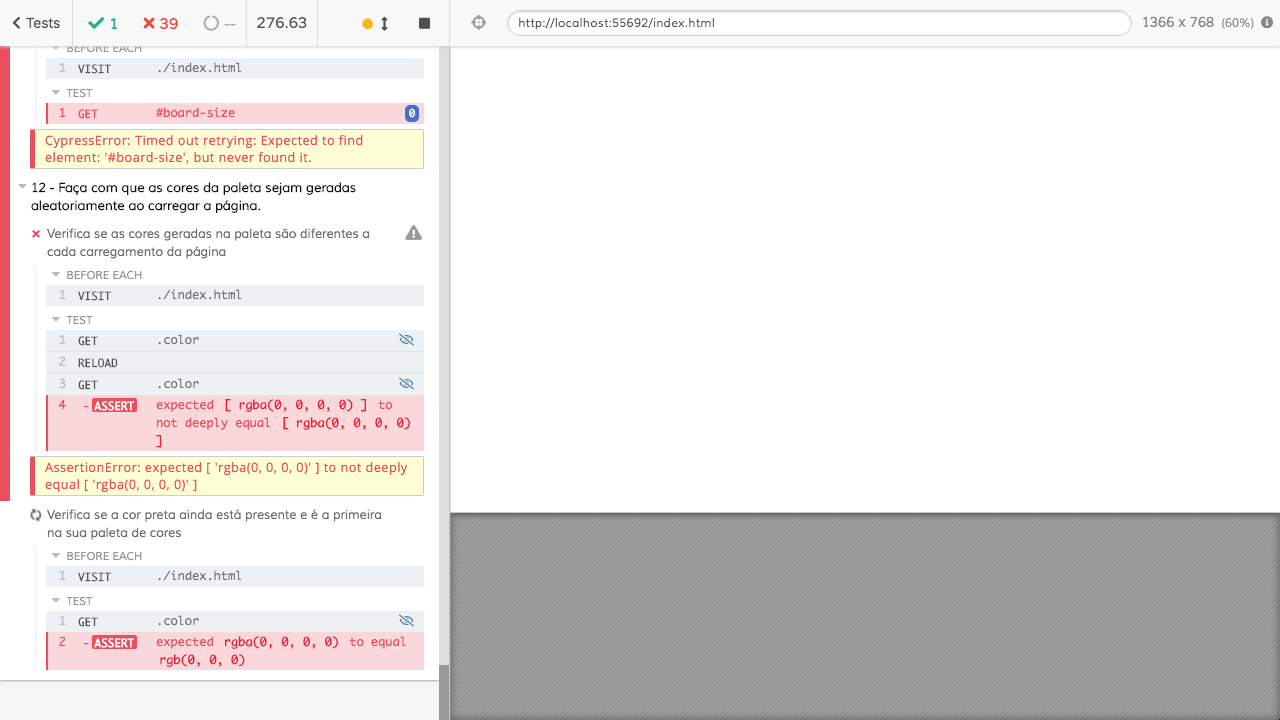 Tests 1 39 -- 276.63 http://localhost:55692/index.html 1366 x 768 (60%)
BEFORE EACH
1 VISIT ./index.html
TEST
1 GET #board-size 0
CypressError: Timed out retrying: Expected to find
element: '#board-size', but never found it.
12 - Faça com que as cores da paleta sejam geradas
aleatoriamente ao carregar a página.
Verifica se as cores geradas na paleta são diferentes a
cada carregamento da página
BEFORE EACH
1 VISIT ./index.html
TEST
1 GET .color
2 RELOAD
3 GET .color
4 -ASSERT expected [ rgba(0, 0, 0, 0) ] to
not deeply equal [ rgba(0, 0, 0, 0)
]
AssertionError: expected [ 'rgba(0, 0, 0, 0)' ] to not deeply
equal [ 'rgba(0, 0, 0, 0)' ]
Verifica se a cor preta ainda está presente e é a primeira
na sua paleta de cores
BEFORE EACH
1 VISIT ./index.html
TEST
1 GET .color
2 -ASSERT expected rgba(0, 0, 0, 0) to equal
rgb(0, 0, 0)